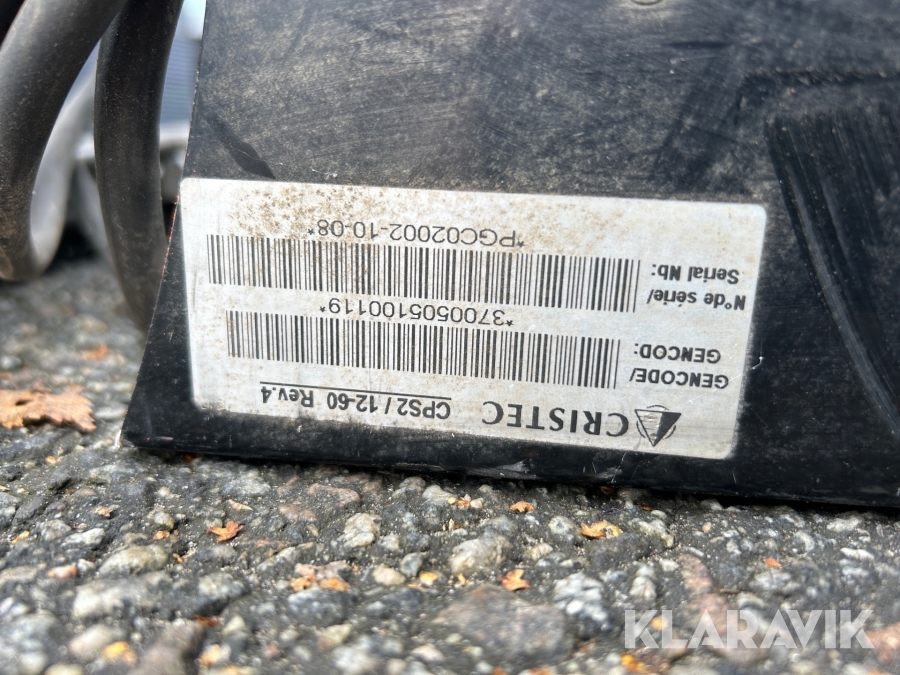 CRISTEC CPS2 / 12-60 Rev.4
GENCODE/
GENCOD:
*3700505100119*
N°de série/
Serial Nb:
*PGC02002-10-08*
KLARAVIK